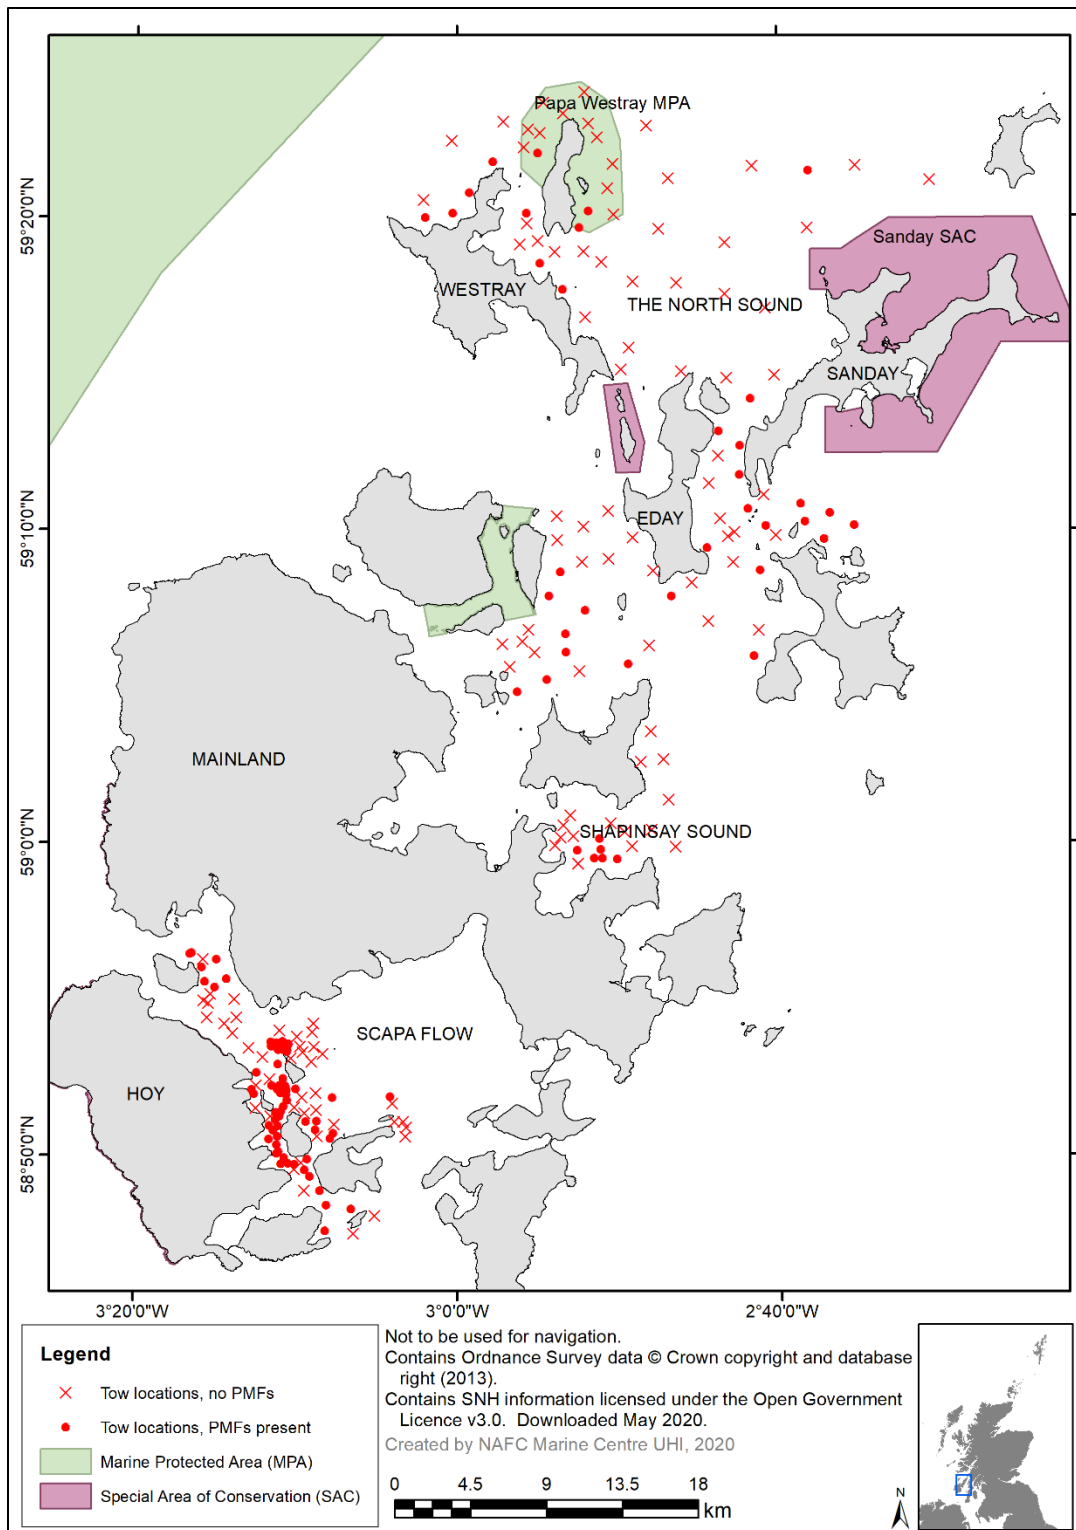 Papa Westray MPA
59°20'0"N
Sanday SAC
WESTRAY
THE NORTH SOUND
SANDAY
EDAY
59°10'0"N
MAINLAND
SHAPINSAY SOUND
59°0'0"N
SCAPA FLOW
HOY
58°50'0"N
3°20'0"W
3°0'0"W
2°40'0"W
Legend
Tow locations, no PMFs
Tow locations, PMFs present
Marine Protected Area (MPA)
Special Area of Conservation (SAC)
Not to be used for navigation.
Contains Ordnance Survey data © Crown copyright and database
right (2013).
Contains SNH information licensed under the Open Government
Licence v3.0. Downloaded May 2020.
Created by NAFC Marine Centre UHI, 2020
0 4.5 9 13.5 18
km
N